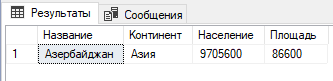 Результаты Сообщения
Название Континент Население Площадь
1 Азербайджан Азия 9705600 86600